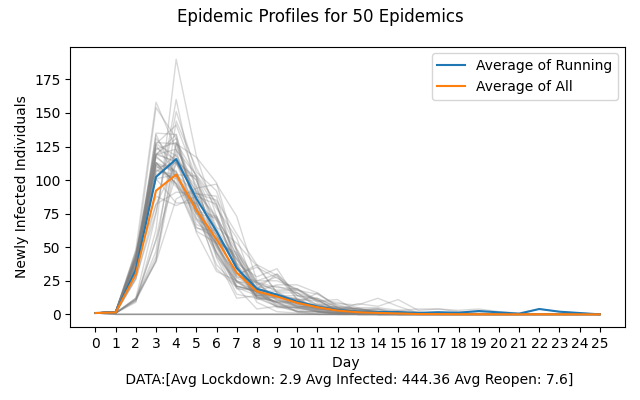 Epidemic Profiles for 50 Epidemics
Average of Running
Average of All
Newly Infected Individuals
175
150
125
100
75
50
25
0
0 1 2 3 4 5 6 7 8 9 10 11 12 13 14 15 16 17 18 19 20 21 22 23 24 25
Day
DATA:[Avg Lockdown: 2.9 Avg Infected: 444.36 Avg Reopen: 7.6]